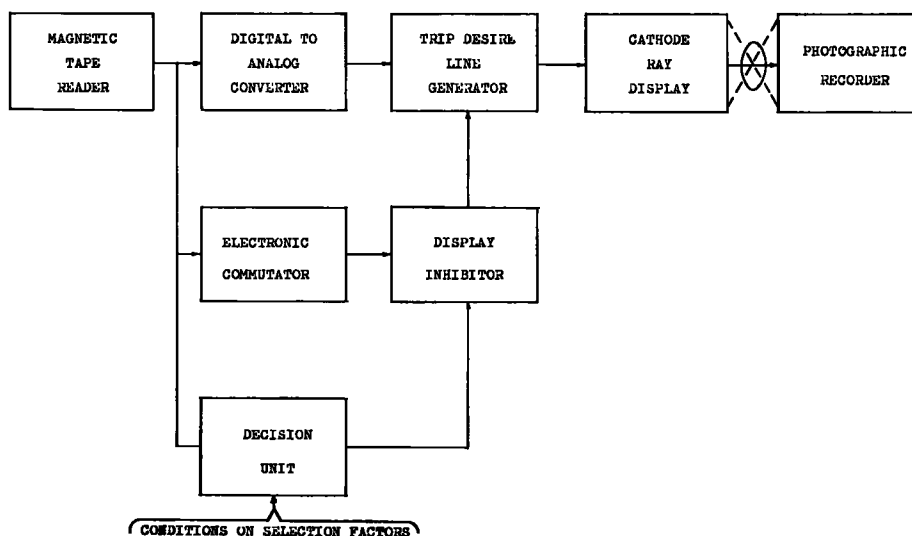 MAGNETIC
TAPE
READER
DIGITAL TO
ANALOG
CONVERTER
TRIP DESIRE
LINE
GENERATOR
CATHODE
RAY
DISPLAY
PHOTOGRAPHIC
RECORDER
ELECTRONIC
COMMUTATOR
DISPLAY
INHIBITOR
DECISION
UNIT
CONDITIONS ON SELECTION FACTORS